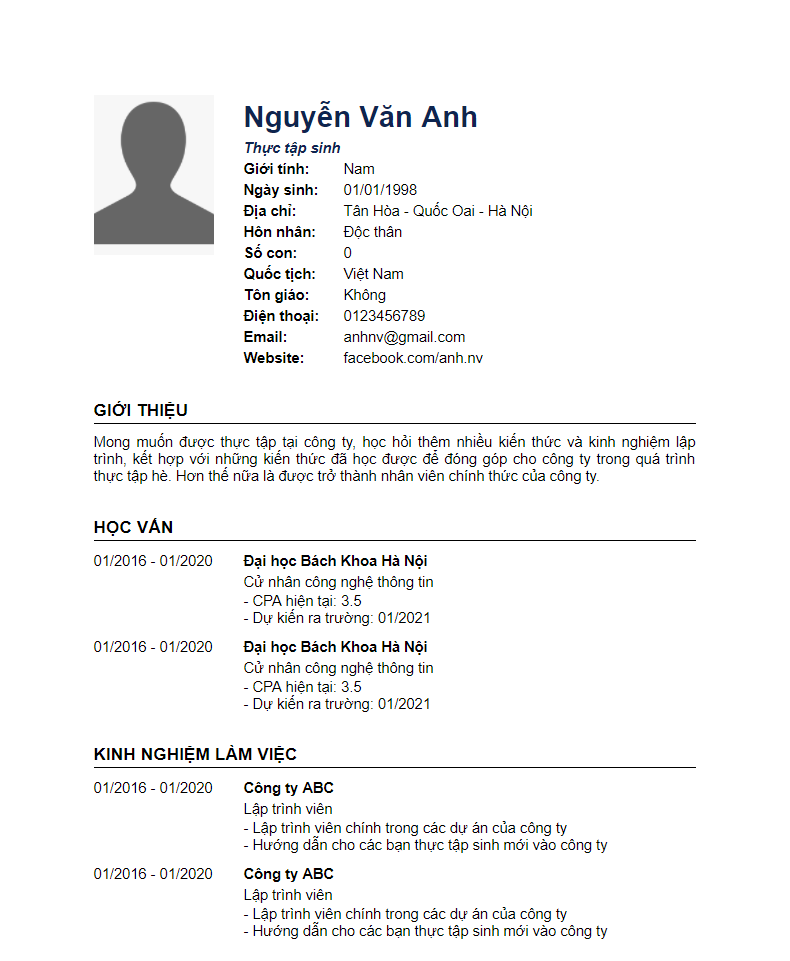 Nguyễn Văn Anh
Thực tập sinh
Giới tính: Nam
Ngày sinh: 01/01/1998
Địa chỉ: Tân Hòa - Quốc Oai - Hà Nội
Hôn nhân: Độc thân
Số con: 0
Quốc tịch: Việt Nam
Tôn giáo: Không
Điện thoại: 0123456789
Email: anhnv@gmail.com
Website: facebook.com/anh.nv
GIỚI THIỆU
Mong muốn được thực tập tại công ty, học hỏi thêm nhiều kiến thức và kinh nghiệm lập
trình, kết hợp với những kiến thức đã học được để đóng góp cho công ty trong quá trình
thực tập hè. Hơn thế nữa là được trở thành nhân viên chính thức của công ty.
HỌC VẤN
01/2016 - 01/2020 Đại học Bách Khoa Hà Nội
Cử nhân công nghệ thông tin
- CPA hiện tại: 3.5
- Dự kiến ra trường: 01/2021
01/2016 - 01/2020 Đại học Bách Khoa Hà Nội
Cử nhân công nghệ thông tin
- CPA hiện tại: 3.5
- Dự kiến ra trường: 01/2021
KINH NGHIỆM LÀM VIỆC
01/2016 - 01/2020 Công ty ABC
Lập trình viên
- Lập trình viên chính trong các dự án của công ty
- Hướng dẫn cho các bạn thực tập sinh mới vào công ty
01/2016 - 01/2020 Công ty ABC
Lập trình viên
- Lập trình viên chính trong các dự án của công ty
- Hướng dẫn cho các bạn thực tập sinh mới vào công ty